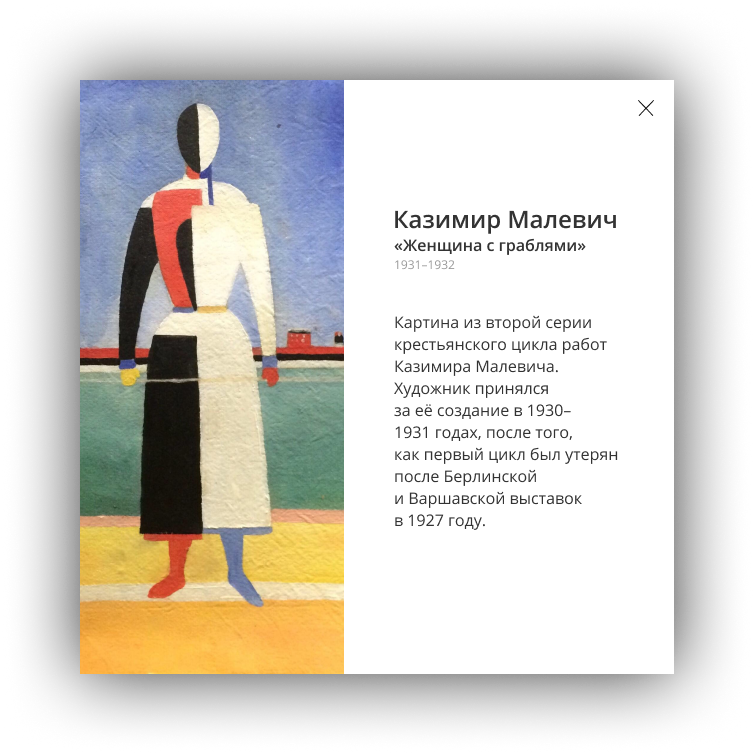 Казимир Малевич
«Женщина с граблями»
1931–1932
Картина из второй серии
крестьянского цикла работ
Казимира Малевича.
Художник принялся
за её создание в 1930–
1931 годах, после того,
как первый цикл был утерян
после Берлинской
и Варшавской выставок
в 1927 году.